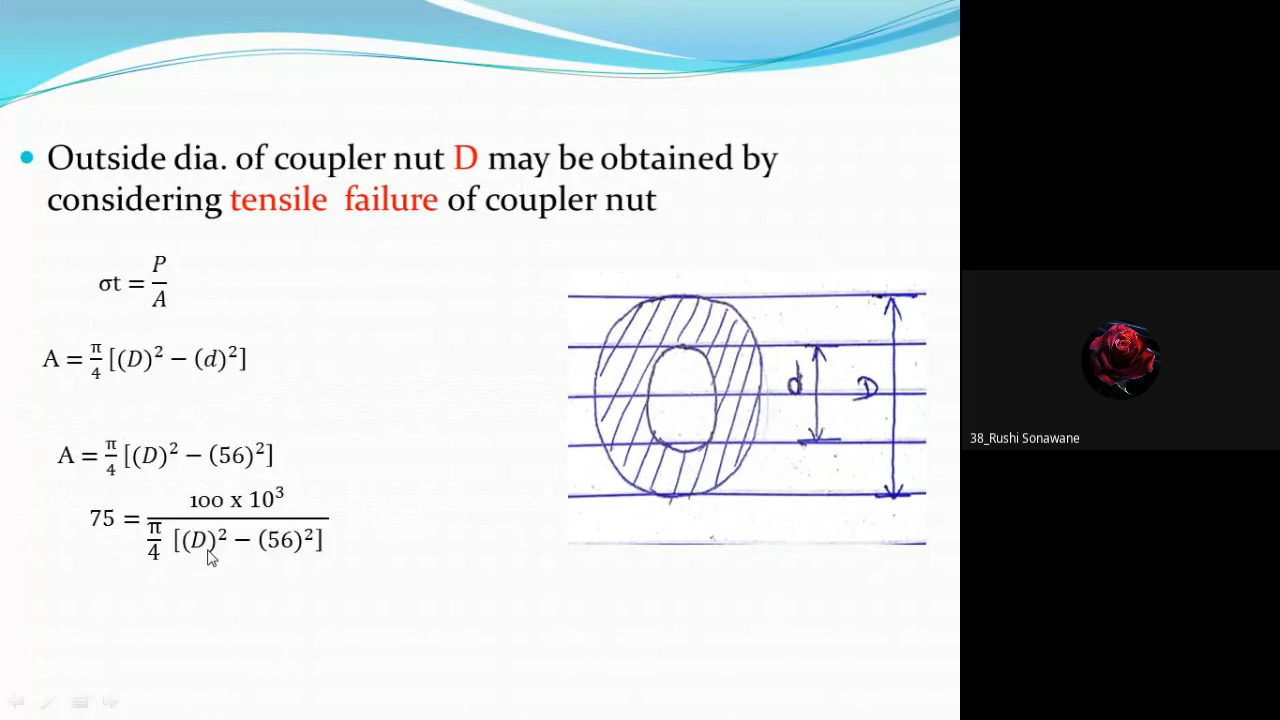 Outside dia. of coupler nut D may be obtained by
considering tensile failure of coupler nut
σt = P/A
A = π/4 [(D)² − (d)²]
A = π/4 [(D)² − (56)²]
75 = 100 x 10³ / π/4 [(D)² − (56)²]
d
D
38_Rushi Sonawane